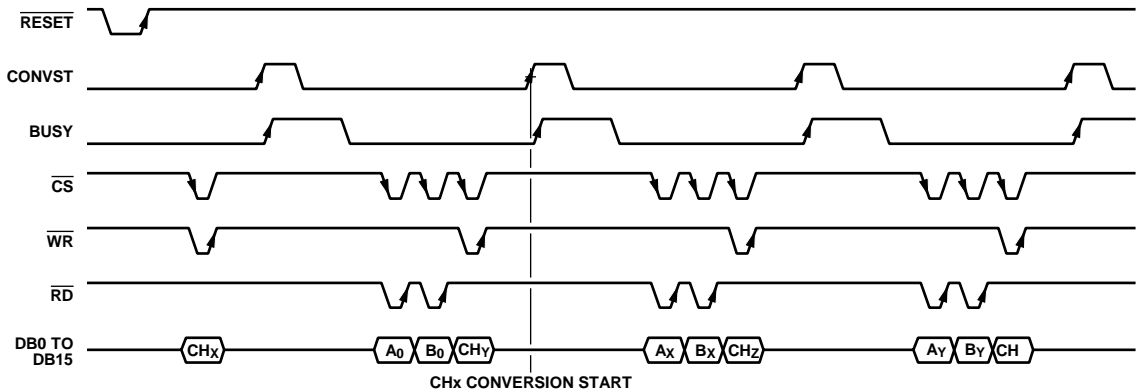 RESET
CONVST
BUSY
CS
WR
RD
DB0 TO
DB15
CHX A0 B0 CHY AX BX CHZ AY BY CH
CHx CONVERSION START